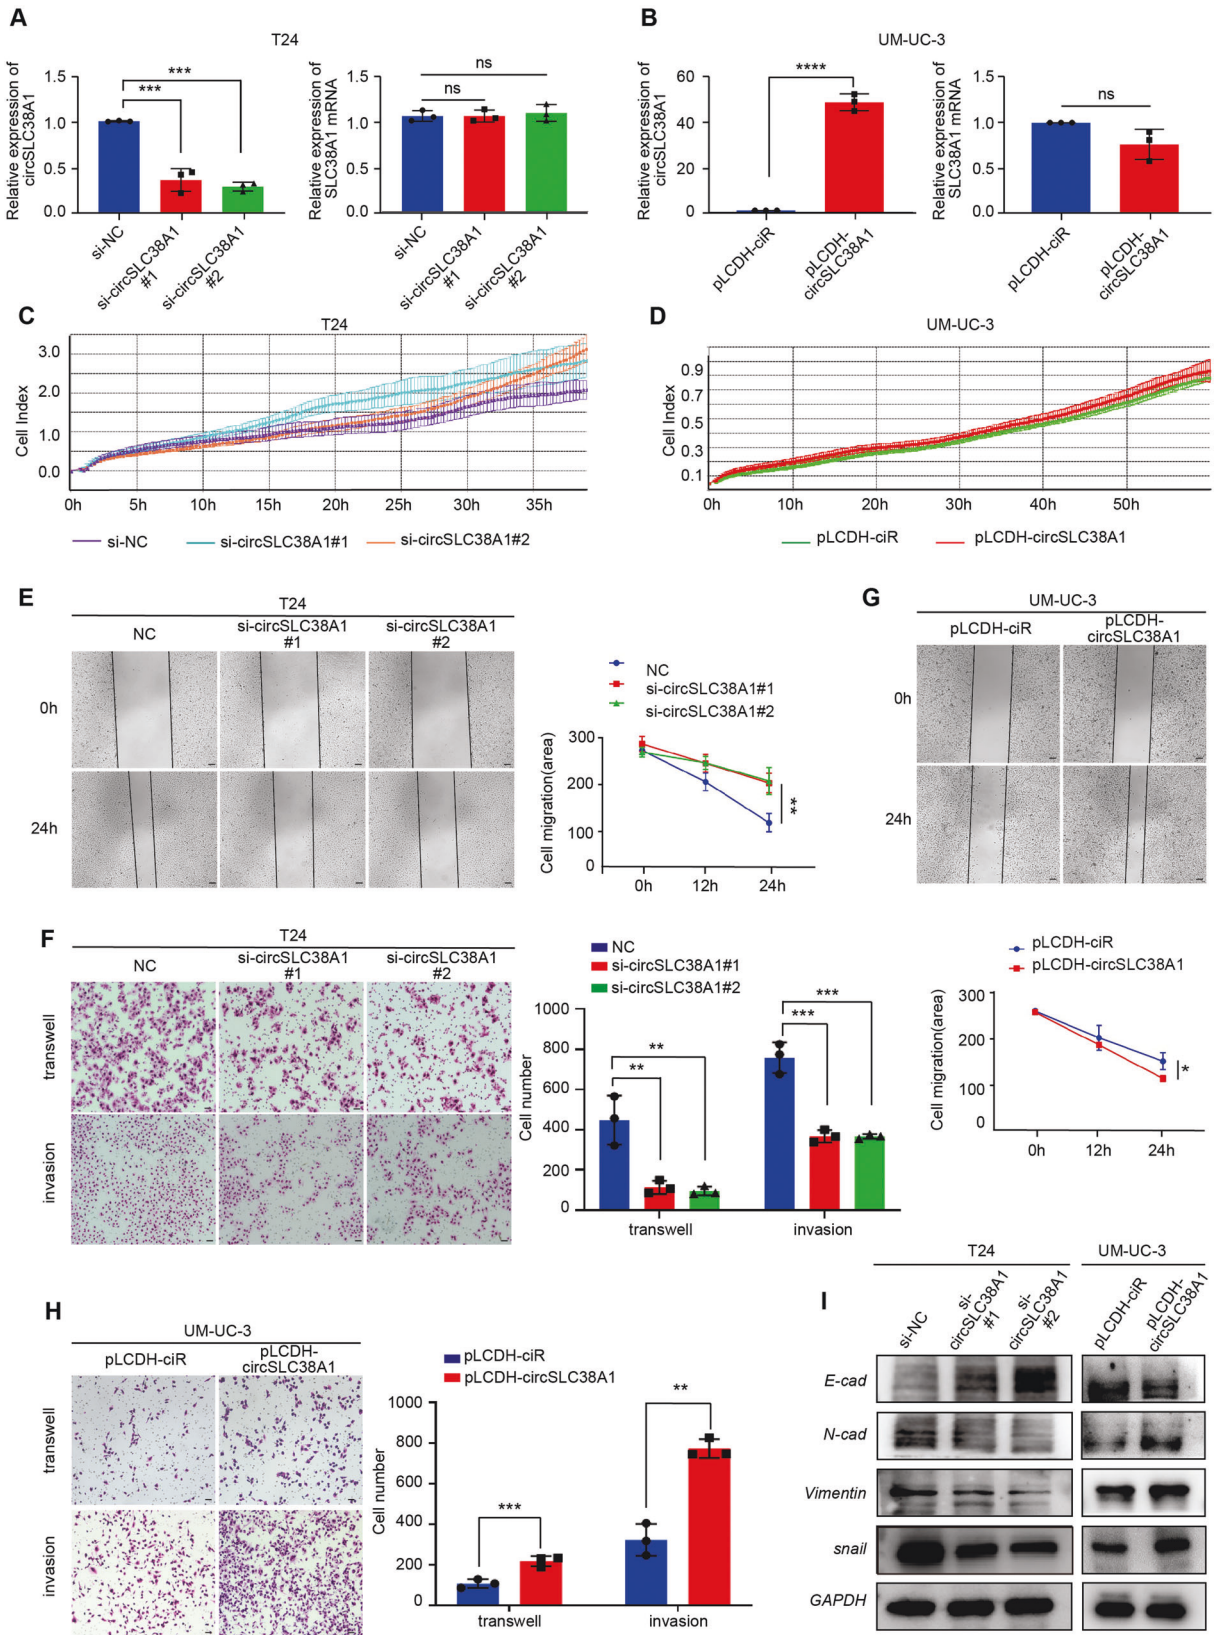 A
T24
Relative expression of
circSLC38A1
1.5
1.0
0.5
0.0
***
***
si-NC
si-circSLC38A1
#1
si-circSLC38A1
#2
Relative expression of
SLC38A1 mRNA
1.5
1.0
0.5
0.0
ns
ns
si-NC
si-circSLC38A1
#1
si-circSLC38A1
#2
B
UM-UC-3
Relative expression of
circSLC38A1
60
40
20
0
****
pLCDH-ciR
pLCDH-
circSLC38A1
Relative expression of
SLC38A1 mRNA
1.5
1.0
0.5
0.0
ns
pLCDH-ciR
pLCDH-
circSLC38A1
C
T24
Cell Index
3.0
2.0
1.0
0.0
0h 5h 10h 15h 20h 25h 30h 35h
si-NC si-circSLC38A1#1 si-circSLC38A1#2
D
UM-UC-3
Cell Index
0.9
0.7
0.5
0.3
0.1
0h 10h 20h 30h 40h 50h
pLCDH-ciR pLCDH-circSLC38A1
E
T24
NC si-circSLC38A1
#1 si-circSLC38A1
#2
0h
24h
NC
si-circSLC38A1#1
si-circSLC38A1#2
Cell migration(area)
300
200
100
0
**
0h 12h 24h
G
UM-UC-3
pLCDH-ciR pLCDH-
circSLC38A1
0h
24h
pLCDH-ciR
pLCDH-circSLC38A1
Cell migration(area)
300
200
100
0
*
0h 12h 24h
F
T24
NC si-circSLC38A1
#1 si-circSLC38A1
#2
transwell
invasion
NC
si-circSLC38A1#1
si-circSLC38A1#2
Cell number
1000
800
600
400
200
0
**
**
***
***
transwell invasion
H
UM-UC-3
pLCDH-ciR pLCDH-
circSLC38A1
transwell
invasion
pLCDH-ciR
pLCDH-circSLC38A1
Cell number
1000
800
600
400
200
0
***
**
transwell invasion
I
T24 UM-UC-3
si-NC
si-
circSLC38A1
#1
si-
circSLC38A1
#2
pLCDH-ciR
pLCDH-
circSLC38A1
E-cad
N-cad
Vimentin
snail
GAPDH